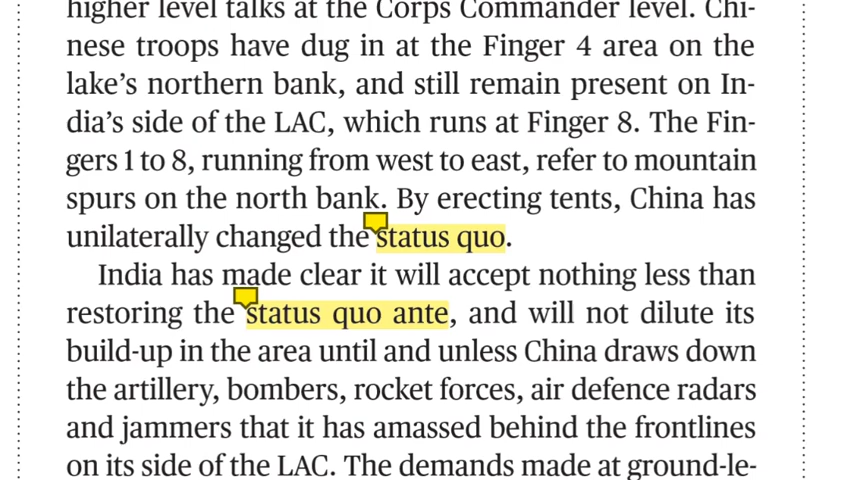 higher level talks at the Corps Commander level. Chi-
nese troops have dug in at the Finger 4 area on the
lake's northern bank, and still remain present on In-
dia's side of the LAC, which runs at Finger 8. The Fin-
gers 1 to 8, running from west to east, refer to mountain
spurs on the north bank. By erecting tents, China has
unilaterally changed the status quo.
India has made clear it will accept nothing less than
restoring the status quo ante, and will not dilute its
build-up in the area until and unless China draws down
the artillery, bombers, rocket forces, air defence radars
and jammers that it has amassed behind the frontlines
on its side of the LAC. The demands made at ground-le-